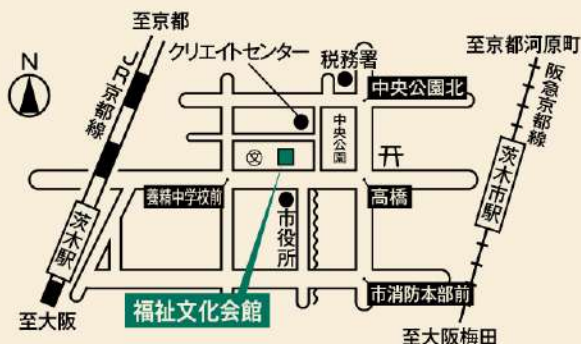 至京都
N
JR京都線
クリエイトセンター
税務署
至京都河原町
阪急京都線
中央公園北
中央公園
文
茨木市駅
養精中学校前
高橋
茨木駅
市役所
市消防本部前
福祉文化会館
至大阪
至大阪梅田